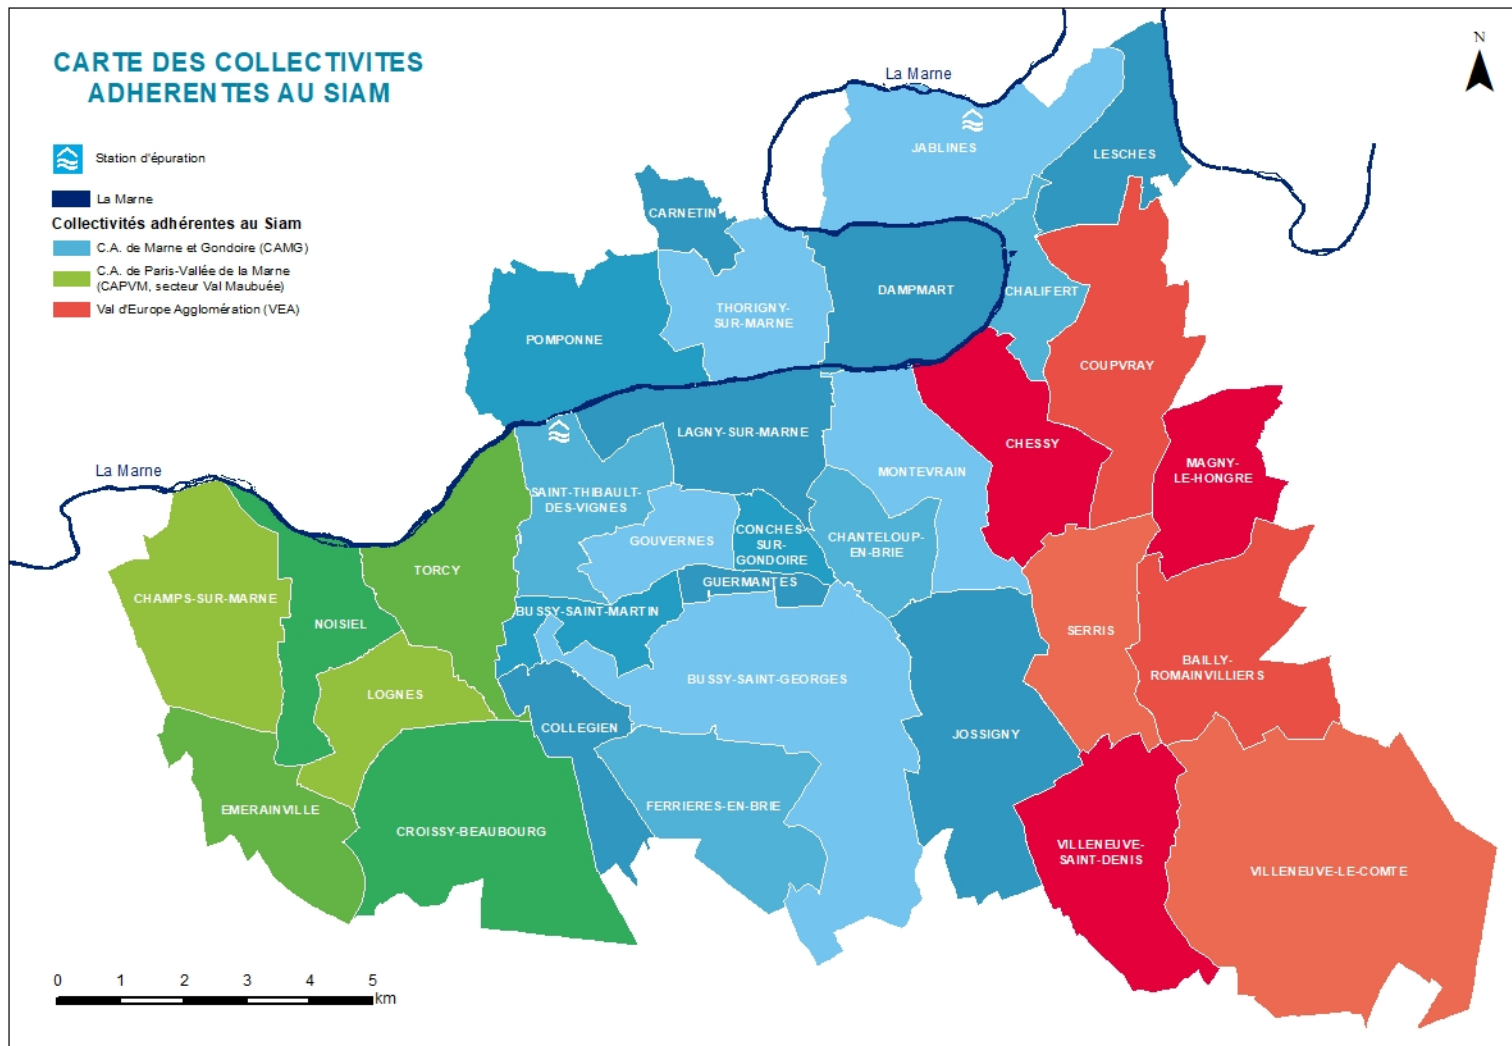 CARTE DES COLLECTIVITES
ADHERENTES AU SIAM
Station d'épuration
La Marne
Collectivités adhérentes au Siam
C.A. de Marne et Gondoire (CAMG)
C.A. de Paris-Vallée de la Marne
(CAPVM, secteur Val Maubuée)
Val d'Europe Agglomération (VEA)
N
La Marne
JABLINES
LESCHES
CARNETIN
DAMPMART
CHALIFERT
THORIGNY-
SUR-MARNE
POMPONNE
COUPVRAY
LAGNY-SUR-MARNE
CHESSY
MONTEVRAIN
MAGNY-
LE-HONGRE
La Marne
SAINT-THIBAULT-
DES-VIGNES
GOUVERNES
CONCHES-
SUR-
GONDOIRE
CHANTELOUP-
EN-BRIE
TORCY
GUERMANTES
CHAMPS-SUR-MARNE
BUSSY-SAINT-MARTIN
NOISIEL
SERRIS
BAILLY-
ROMAINVILLIERS
BUSSY-SAINT-GEORGES
LOGNES
COLLEGIEN
JOSSIGNY
FERRIERES-EN-BRIE
EMERAINVILLE
CROISSY-BEAUBOURG
VILLENEUVE-
SAINT-DENIS
VILLENEUVE-LE-COMTE
0 1 2 3 4 5
km